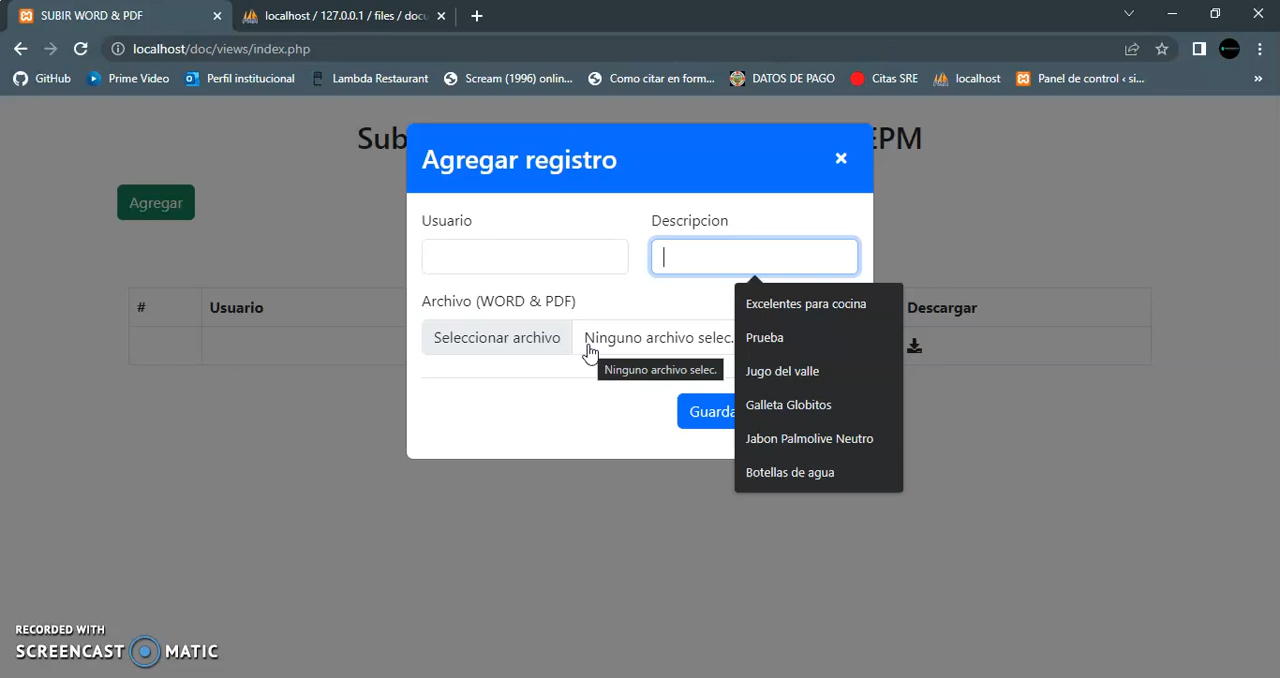 SUBIR WORD & PDF
localhost / 127.0.0.1 / files / docu
localhost/doc/views/index.php
GitHub
Prime Video
Perfil institucional
Lambda Restaurant
Scream (1996) onlin...
Como citar en form...
DATOS DE PAGO
Citas SRE
localhost
Panel de control ‹ si...
»
Sub
EPM
Agregar registro
Agregar
Usuario
Descripcion
Archivo (WORD & PDF)
Seleccionar archivo
Ninguno archivo selec.
Ninguno archivo selec.
Guarda
Excelentes para cocina
Prueba
Jugo del valle
Galleta Globitos
Jabon Palmolive Neutro
Botellas de agua
#
Usuario
Descargar
RECORDED WITH
SCREENCAST MATIC